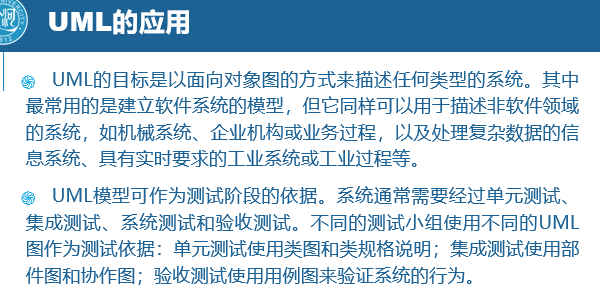 UML的应用
UML的目标是以面向对象图的方式来描述任何类型的系统。其中
最常用的是建立软件系统的模型，但它同样可以用于描述非软件领域
的系统，如机械系统、企业机构或业务过程，以及处理复杂数据的信
息系统、具有实时要求的工业系统或工业过程等。
UML模型可作为测试阶段的依据。系统通常需要经过单元测试、
集成测试、系统测试和验收测试。不同的测试小组使用不同的UML
图作为测试依据：单元测试使用类图和类规格说明；集成测试使用部
件图和协作图；验收测试使用用例图来验证系统的行为。